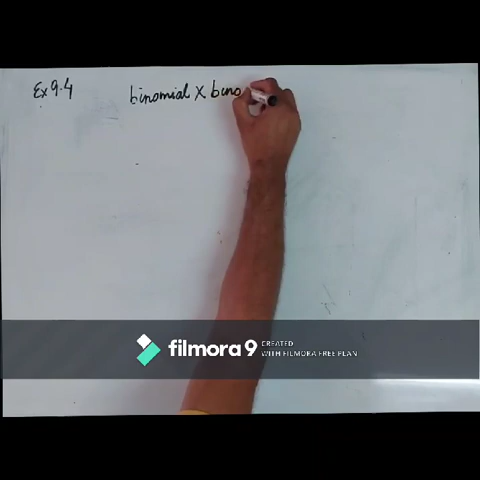 Ex 9.4 binomial X bino
filmora 9 CREATED
WITH FILMORA FREE PLAN